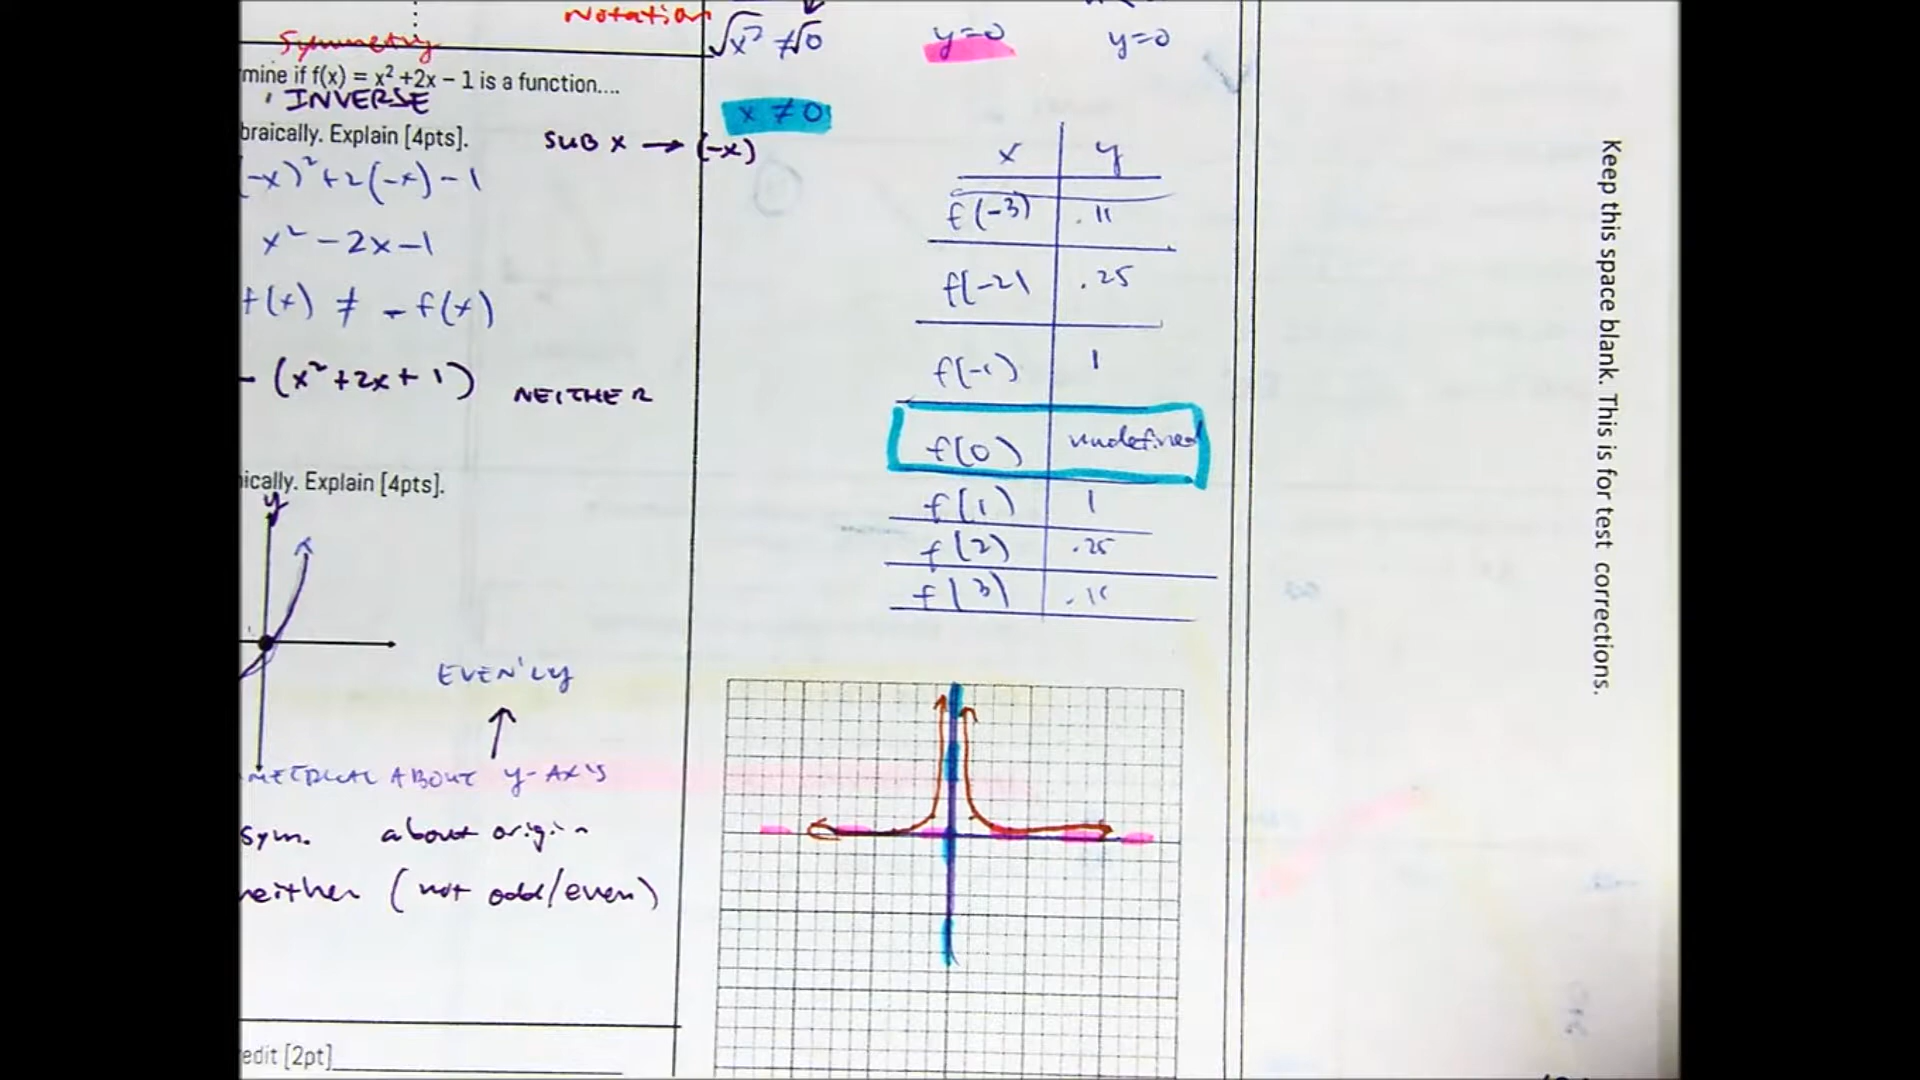 Notation
Symmetry
mine if f(x) = x² +2x – 1 is a function....
INVERSE
braically. Explain [4pts].
SUB x → (-x)
-x)² + 2(-x) - 1
x² - 2x - 1
f(x) ≠ - f(x)
- (x² + 2x + 1) NEITHER
ically. Explain [4pts].
y
EVEN'LY
↑
METRICAL ABOUT Y-AXIS
sym. about origin
neither ( not odd/even)
edit [2pt]
√x² ≠ √0
x ≠ 0
y=0
y=0
x y
f(-3) .11
f(-2) .25
f(-1) 1
f(0) undefined
f(1) 1
f(2) .25
f(3) .11
Keep this space blank. This is for test corrections.